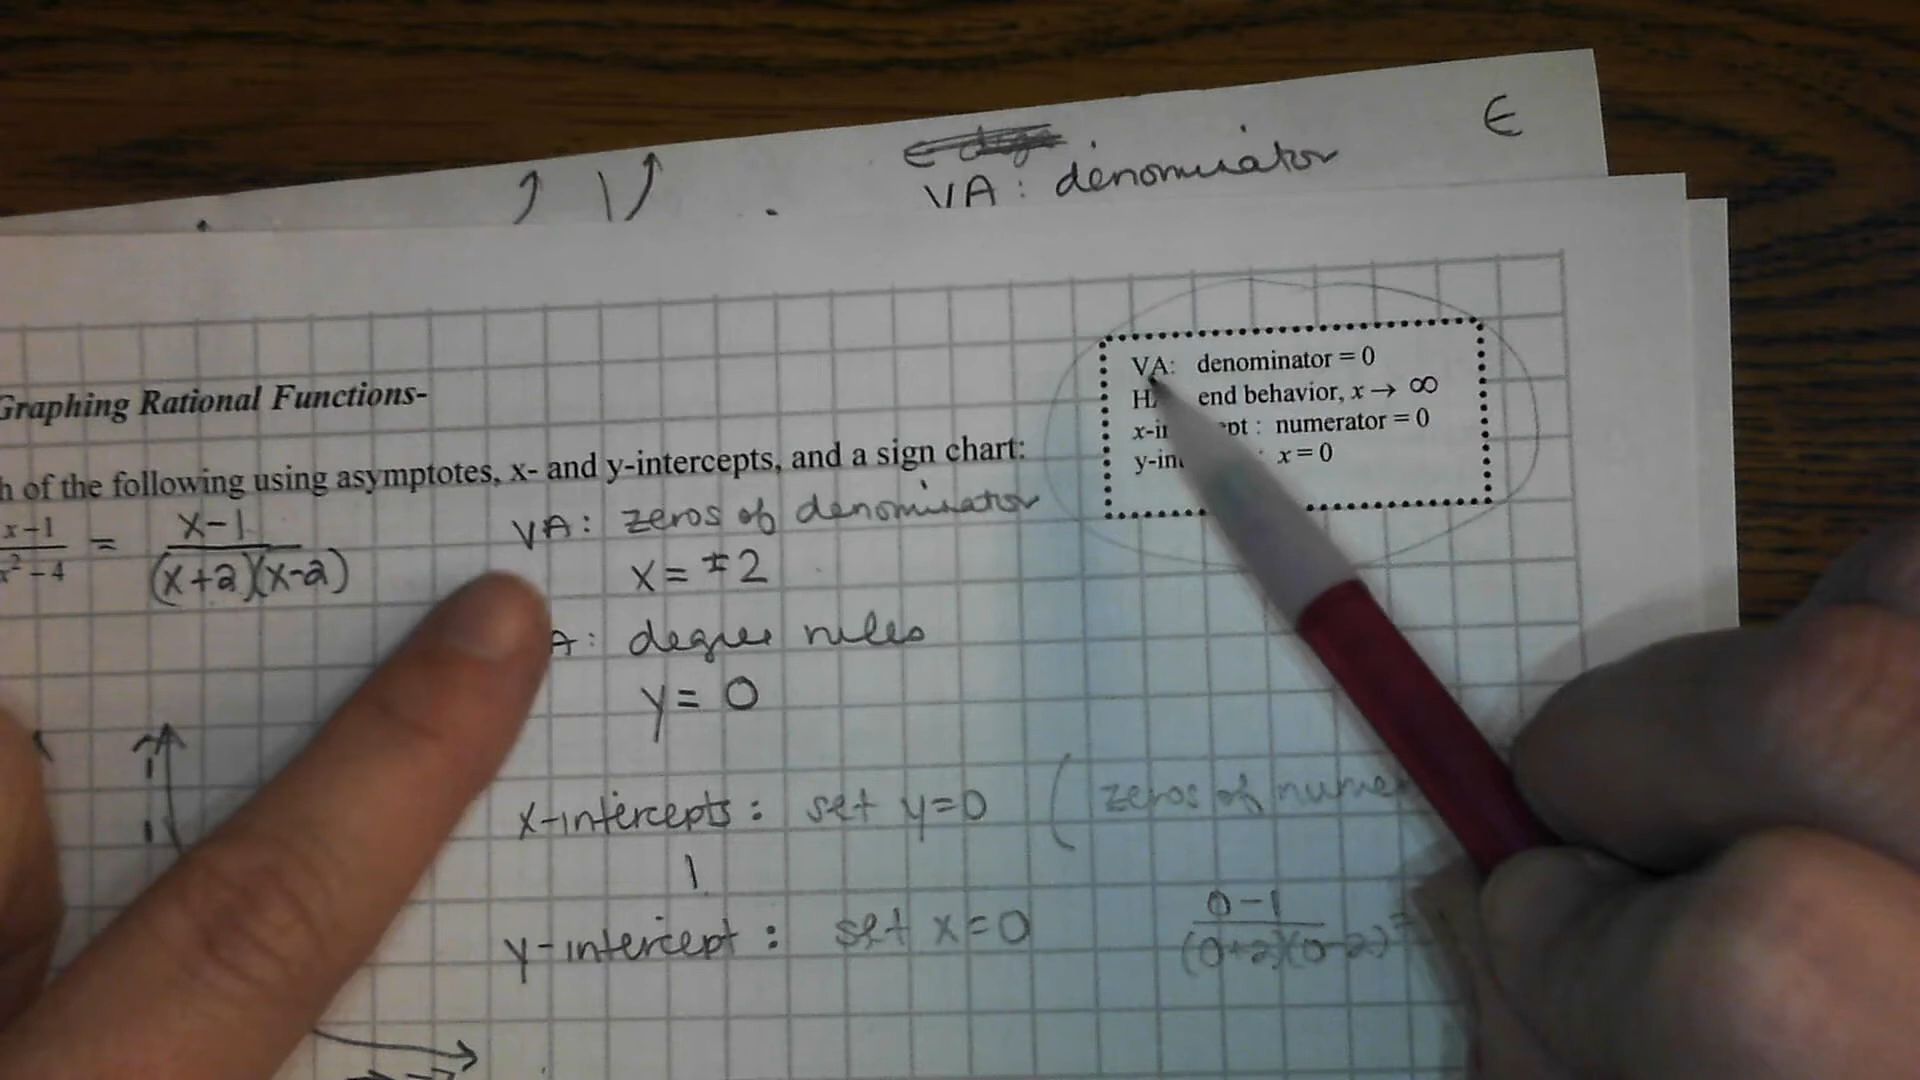 ∈
VA: denominator
VA: denominator = 0
end behavior, x → ∞
numerator = 0
x = 0
Graphing Rational Functions-
of the following using asymptotes, x- and y-intercepts, and a sign chart:
x-1 / x²-4 = x-1 / (x+2)(x-2)
VA: zeros of denominator
x = ±2
A: degree rules
y = 0
x-intercepts: set y=0 ( zeros of
1
y-intercept: set x=0
0-1 / (0+2)(0-2) =